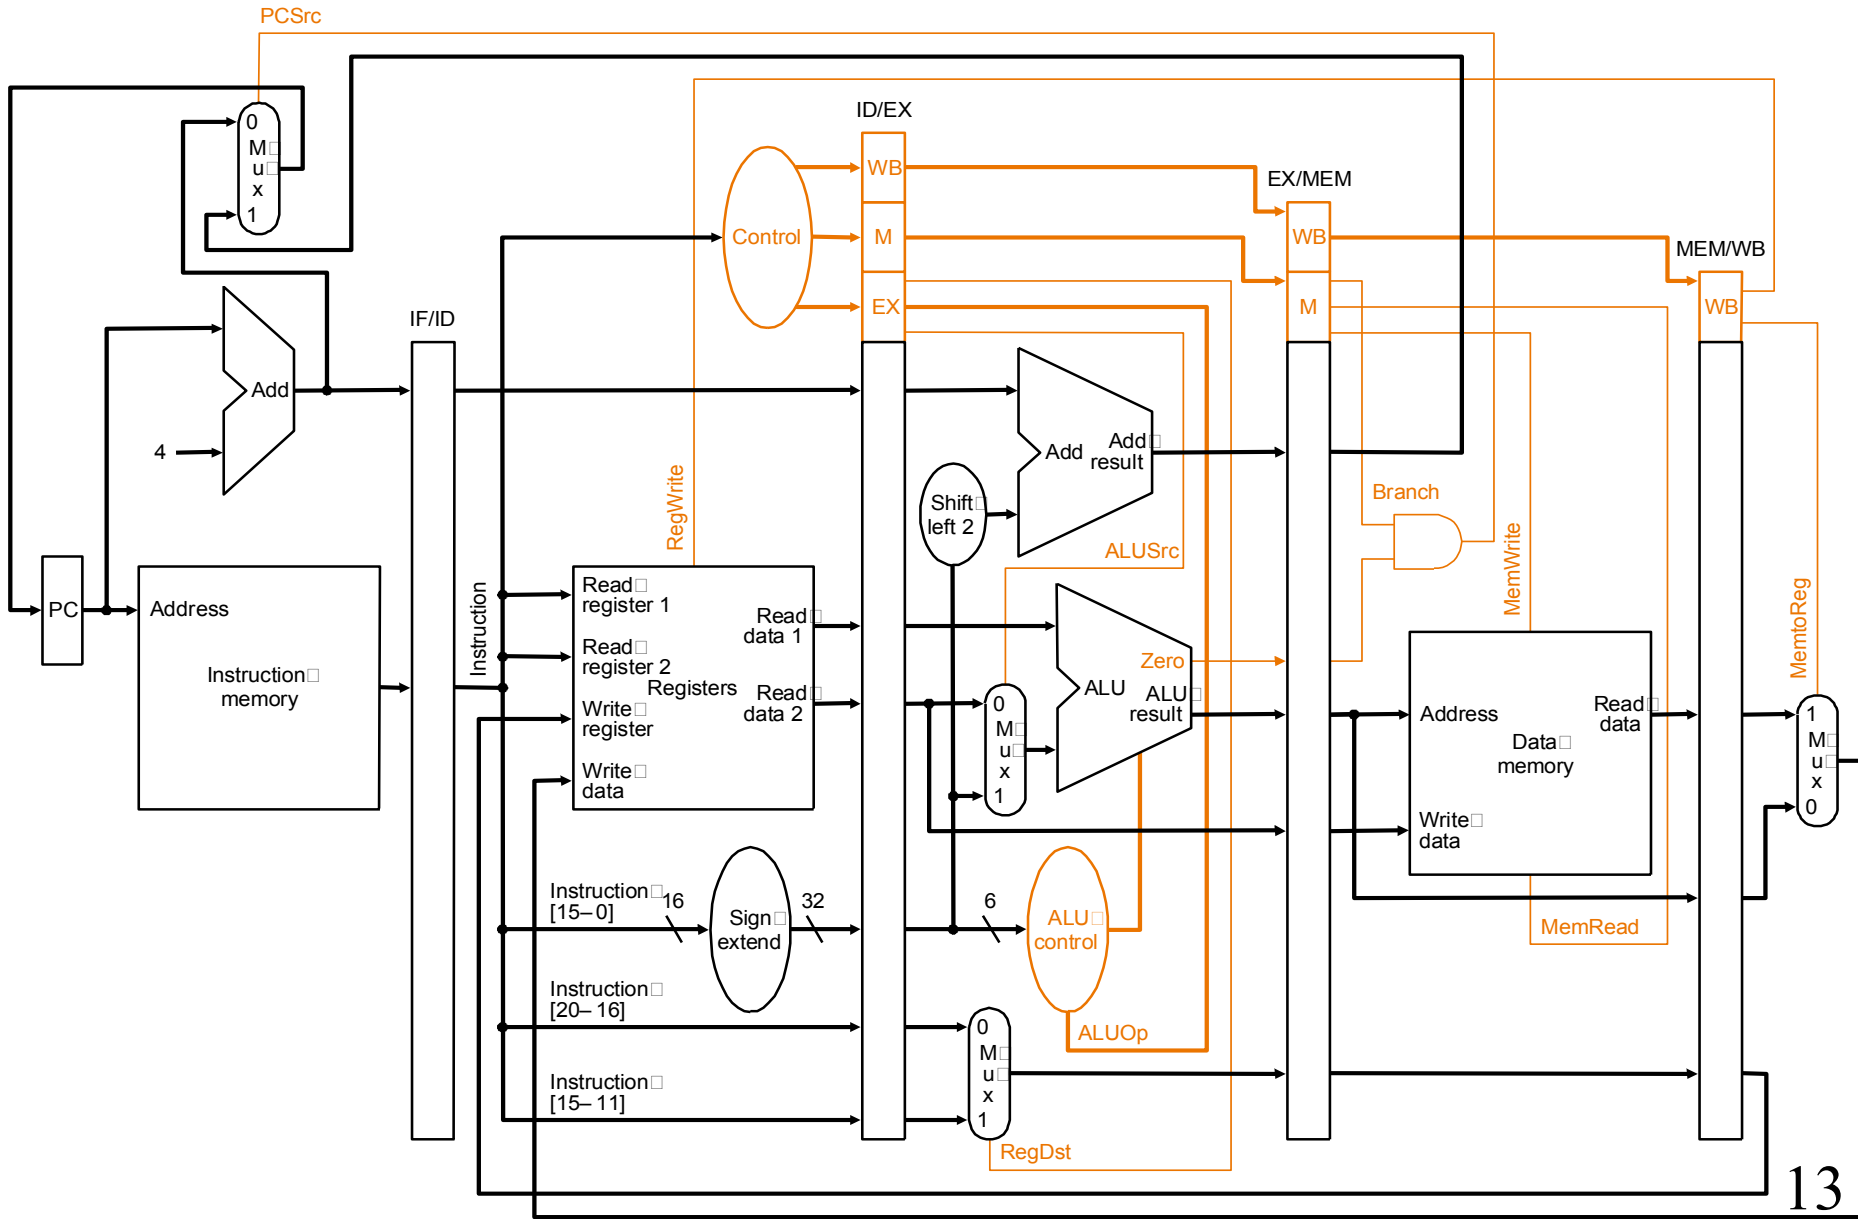 PCSrc
0
M
u
x
1
ID/EX
WB
M
EX
Control
EX/MEM
WB
M
MEM/WB
WB
IF/ID
Add
4
Add
Add
result
Shift
left 2
RegWrite
ALUSrc
Branch
MemWrite
MemtoReg
PC
Address
Instruction
memory
Instruction
Read
register 1
Read
register 2
Registers
Write
register
Write
data
Read
data 1
Read
data 2
0
M
u
x
1
Zero
ALU
ALU
result
Address
Read
data
Data
memory
Write
data
1
M
u
x
0
Instruction
[15–0]
16
Sign
extend
32
6
ALU
control
MemRead
Instruction
[20–16]
ALUOp
0
M
u
x
1
Instruction
[15–11]
RegDst
13